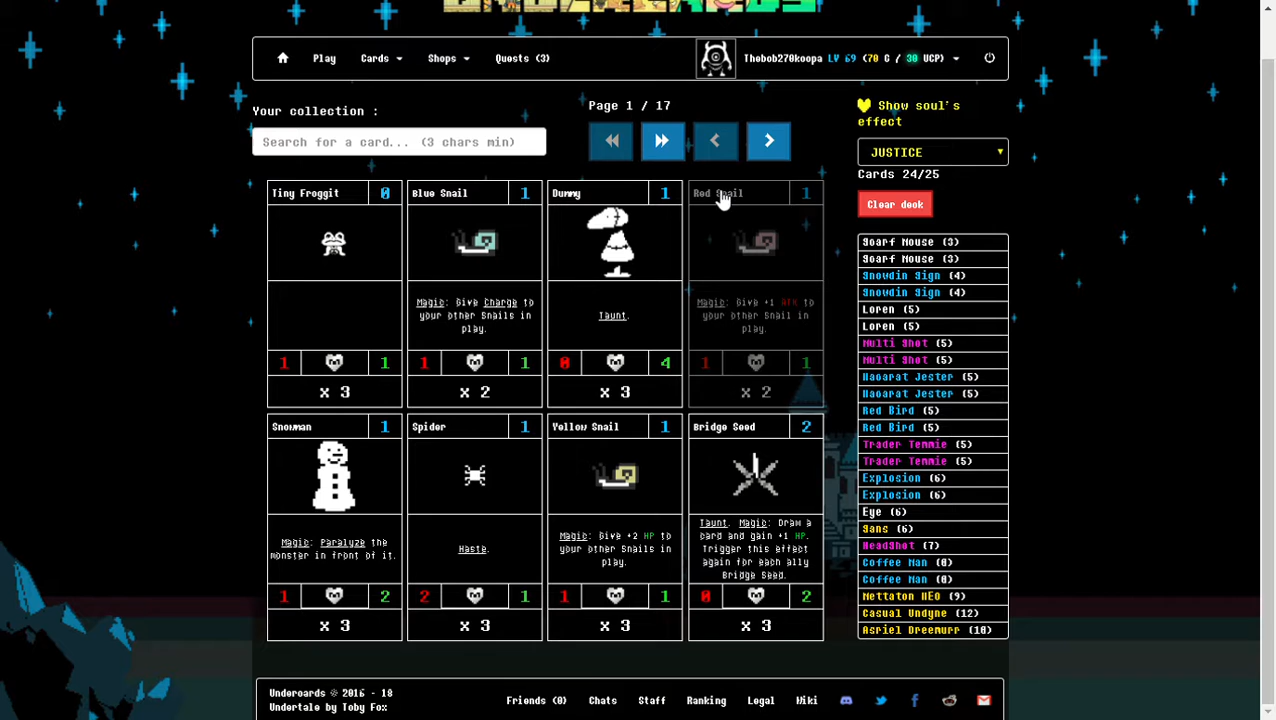 Play
Cards
Shops
Quests (3)
Thebob270koopa LV 69 (70 G / 30 UCP)
Your collection :
Search for a card... (3 chars min)
Page 1 / 17
Show soul's
effect
JUSTICE
Cards 24/25
Clear deck
Tiny Froggit 0
1 1
x 3
Blue Snail 1
Magic: Give Charge to
your other Snails in
play.
1 1
x 2
Dummy 1
Taunt.
0 4
x 3
Red Snail 1
Magic: Give +1 ATK to
your other Snail in
play.
1 1
x 2
Snowman 1
Magic: Paralyze the
monster in front of it.
1 2
x 3
Spider 1
Haste.
2 1
x 3
Yellow Snail 1
Magic: Give +2 HP to
your other Snails in
play.
1 1
x 3
Bridge Seed 2
Taunt. Magic: Draw a
card and gain +1 HP.
Trigger this effect
again for each ally
Bridge Seed.
0 2
x 3
Scarf Mouse (3)
Scarf Mouse (3)
Snowdin Sign (4)
Snowdin Sign (4)
Loren (5)
Loren (5)
Multi Shot (5)
Multi Shot (5)
Hacarat Jester (5)
Hacarat Jester (5)
Red Bird (5)
Red Bird (5)
Trader Temmie (5)
Trader Temmie (5)
Explosion (6)
Explosion (6)
Eye (6)
Sans (6)
HeadShot (7)
Coffee Man (8)
Coffee Man (8)
Mettaton NEO (9)
Casual Undyne (12)
Asriel Dreemurr (18)
Undercards © 2016 - 18
Undertale by Toby Fox
Friends (0)
Chats
Staff
Ranking
Legal
Wiki